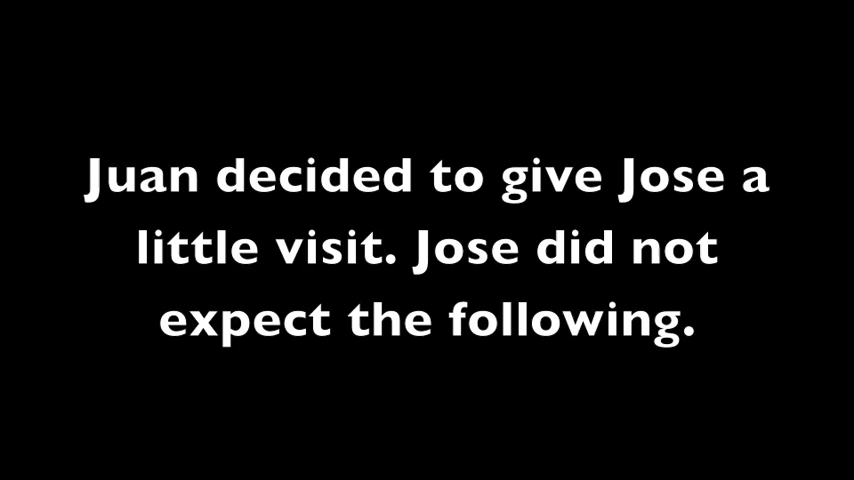 Juan decided to give Jose a
little visit. Jose did not
expect the following.